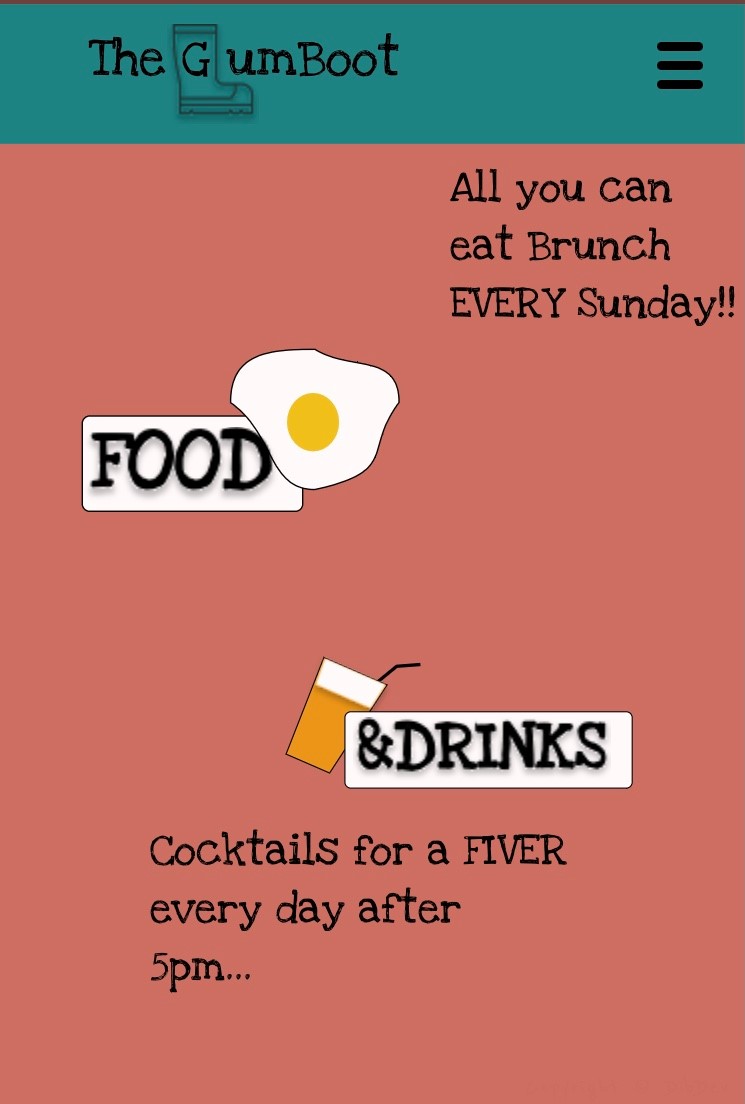 The GumBoot
All you can
eat Brunch
EVERY Sunday!!
FOOD
&DRINKS
Cocktails for a FIVER
every day after
5pm...